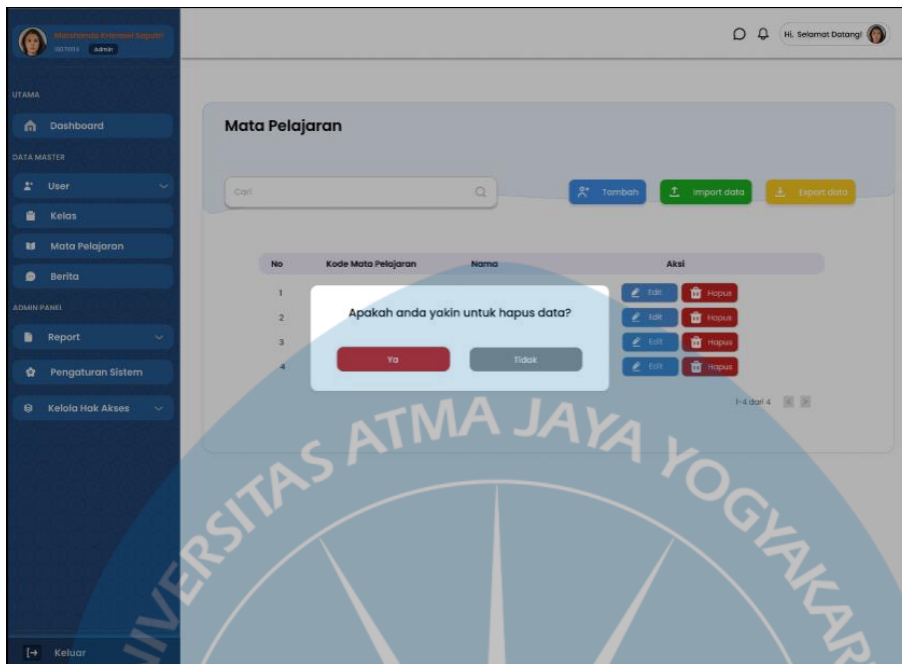 Admin
Hi, Selamat Datang!
UTAMA
Dashboard
DATA MASTER
User
Kelas
Mata Pelajaran
Berita
ADMIN PANEL
Report
Pengaturan Sistem
Kelola Hak Akses
Keluar
Mata Pelajaran
Cari
Tambah
Import data
Export data
No Kode Mata Pelajaran Nama Aksi
1 Edit Hapus
2 Edit Hapus
3 Edit Hapus
4 Edit Hapus
Apakah anda yakin untuk hapus data?
Ya Tidak
1-4 dari 4
UNIVERSITAS ATMA JAYA YOGYAKAR